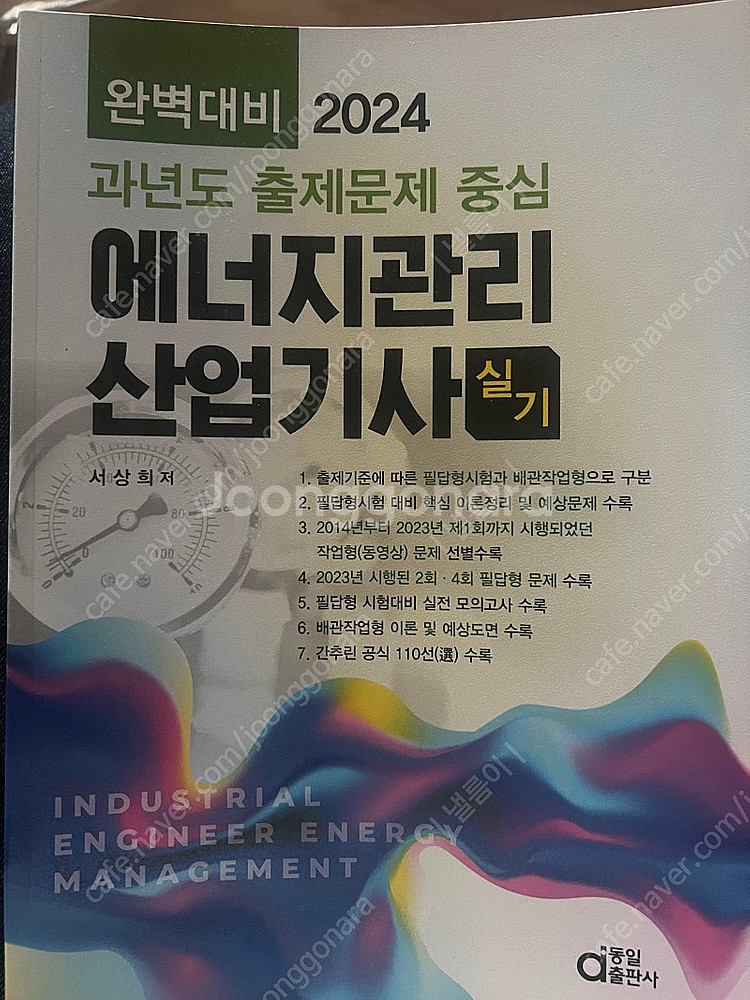 완벽대비 2024
과년도 출제문제 중심
에너지관리
산업기사 실기
서상희 저
1. 출제기준에 따른 필답형시험과 배관작업형으로 구분
2. 필답형시험 대비 핵심 이론정리 및 예상문제 수록
3. 2014년부터 2023년 제1회까지 시행되었던
작업형(동영상) 문제 선별수록
4. 2023년 시행된 2회 · 4회 필답형 문제 수록
5. 필답형 시험대비 실전 모의고사 수록
6. 배관작업형 이론 및 예상도면 수록
7. 간추린 공식 110선(選) 수록
0 20 80 100
INDUSTRIAL
ENGINEER ENERGY
MANAGEMENT
동일
출판사
Joonggonara
cafe.naver.com/joonggonara